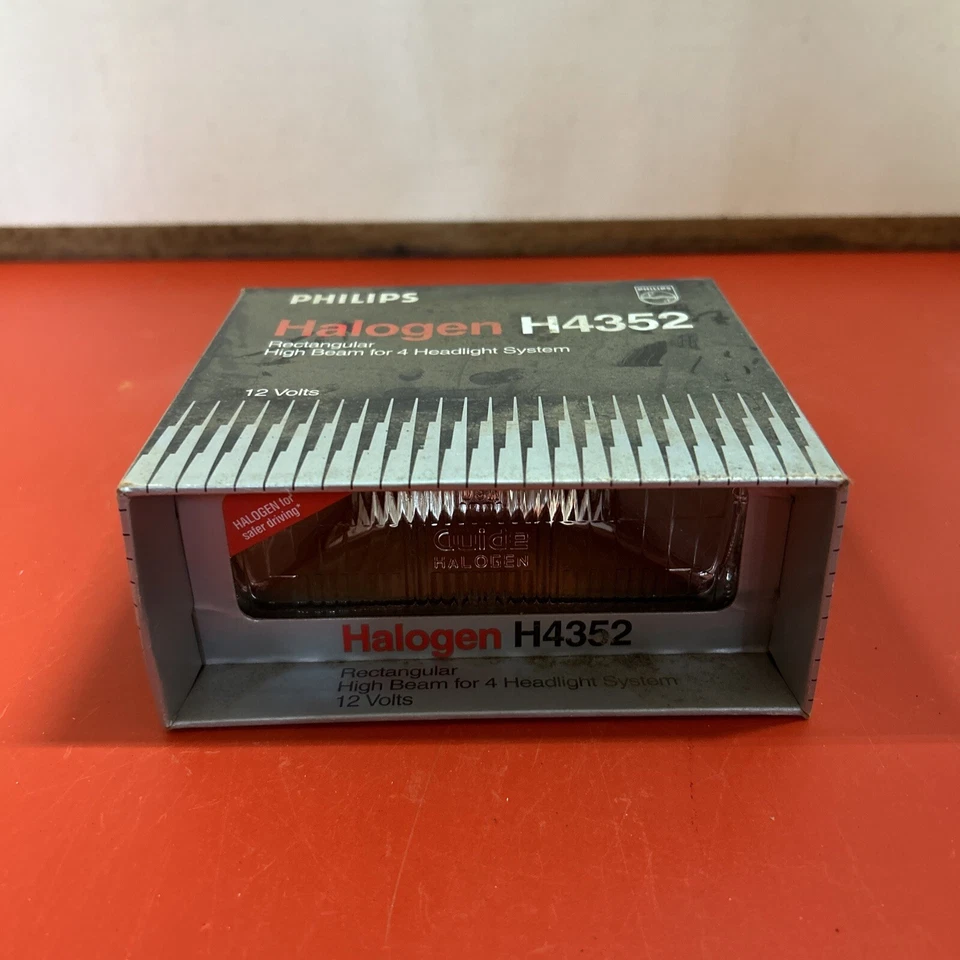 PHILIPS
PHILIPS
Halogen H4352
Rectangular
High Beam for 4 Headlight System
12 Volts
HALOGEN for
safer driving*
Guide
HALOGEN
Halogen H4352
Rectangular
High Beam for 4 Headlight System
12 Volts